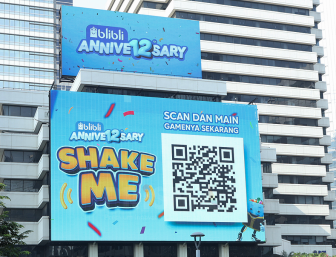 blibli
ANNIVE12SARY
blibli
ANNIVE12SARY
SHAKE
ME
SCAN DAN MAIN
GAMENYA SEKARANG